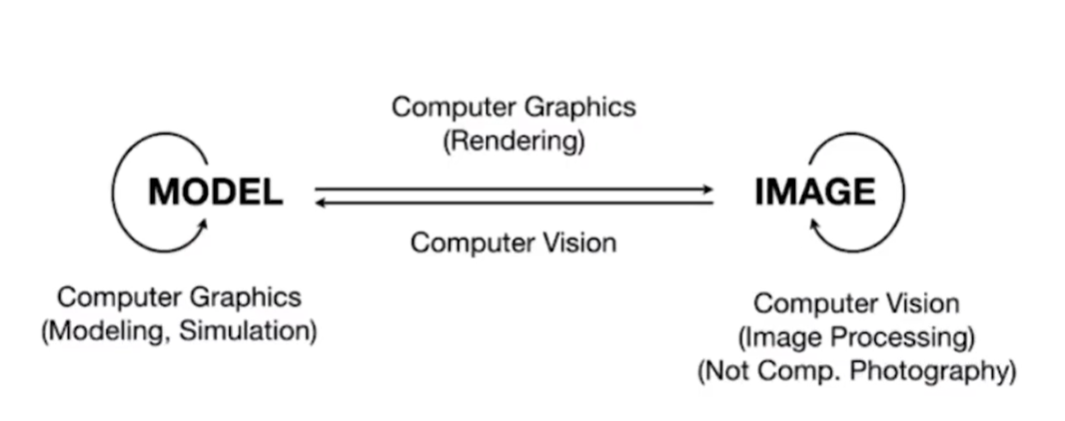 Computer Graphics
(Rendering)
MODEL
IMAGE
Computer Vision
Computer Graphics
(Modeling, Simulation)
Computer Vision
(Image Processing)
(Not Comp. Photography)